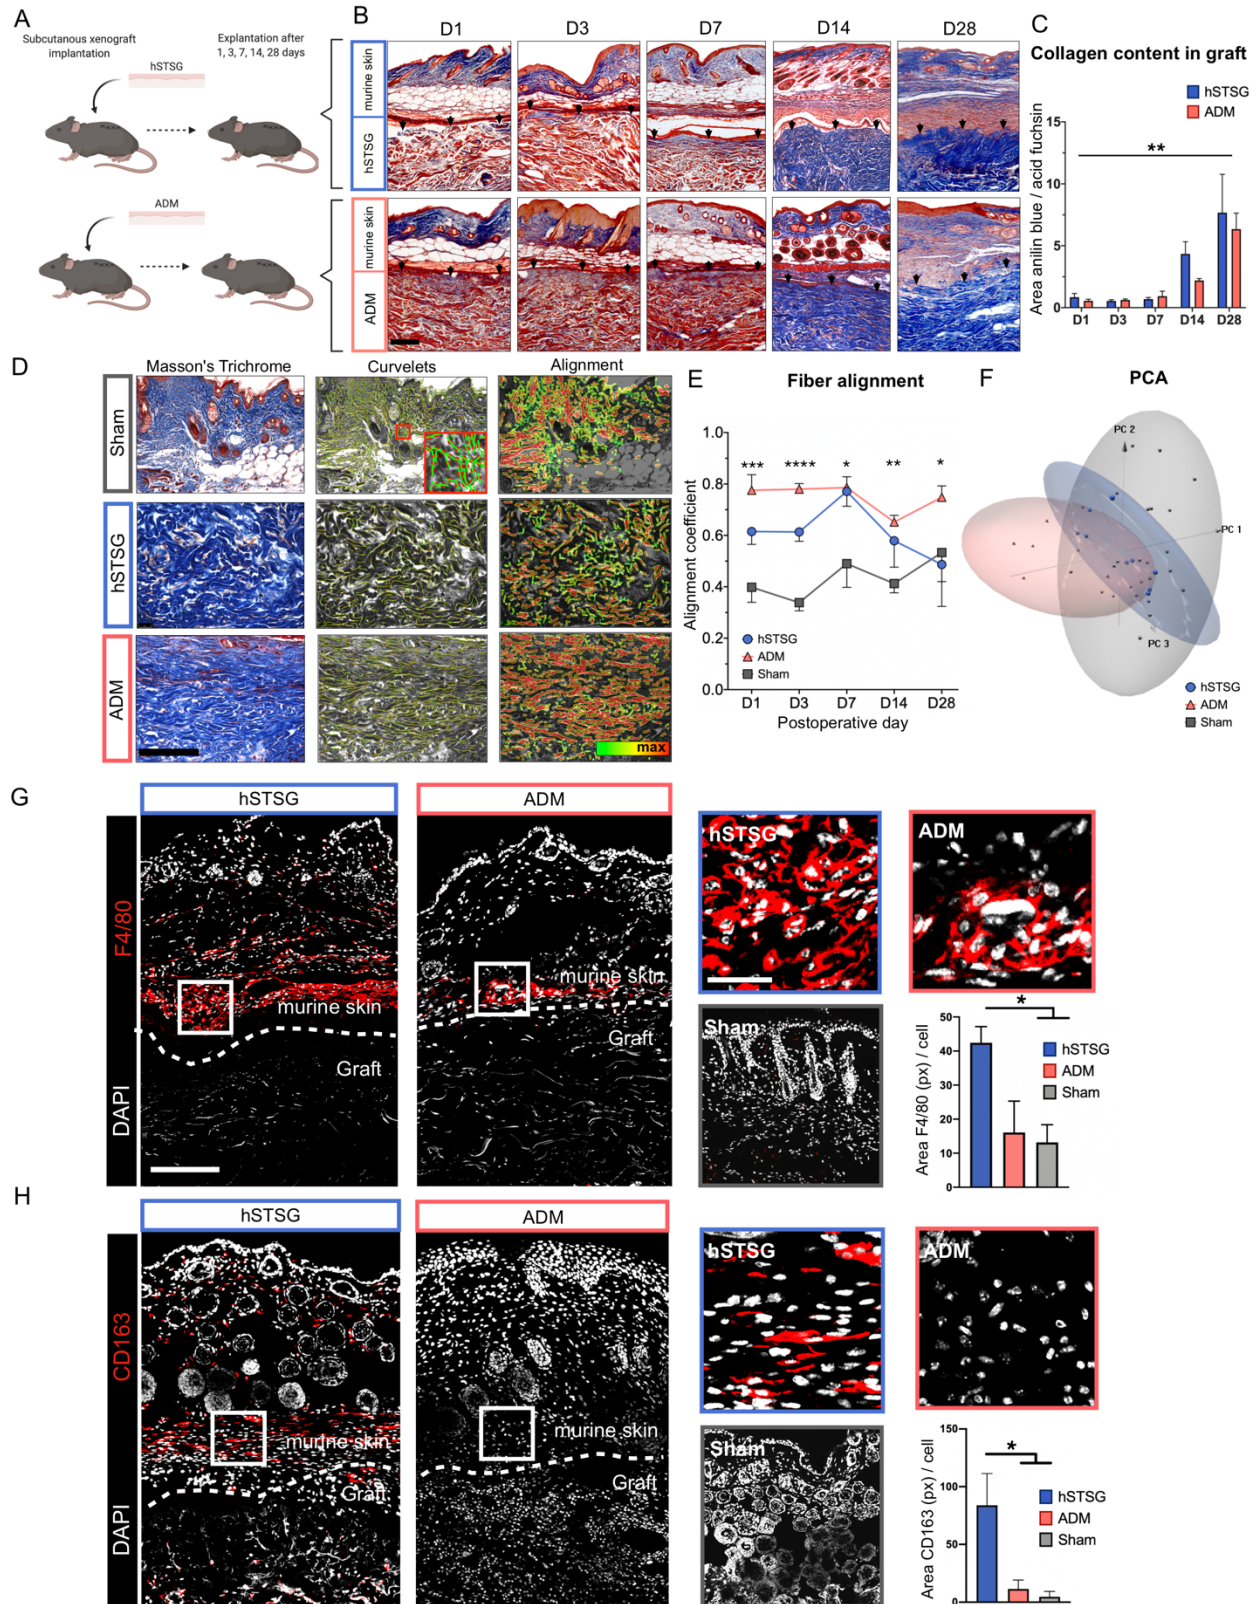 A
Subcutanous xenograft
implantation
Explantation after
1, 3, 7, 14, 28 days
hSTSG
ADM
B
D1
D3
D7
D14
D28
murine skin
hSTSG
murine skin
ADM
C
Collagen content in graft
hSTSG
ADM
Area anilin blue / acid fuchsin
**
15
10
5
0
D1
D3
D7
D14
D28
D
Masson's Trichrome
Curvelets
Alignment
Sham
hSTSG
ADM
max
E
Fiber alignment
Alignment coefficient
1.0
0.8
0.6
0.4
0.2
0.0
***
****
*
**
*
hSTSG
ADM
Sham
D1
D3
D7
D14
D28
Postoperative day
F
PCA
PC 2
PC 1
PC 3
hSTSG
ADM
Sham
G
hSTSG
ADM
DAPI
F4/80
murine skin
Graft
murine skin
Graft
hSTSG
ADM
Sham
*
Area F4/80 (px) / cell
50
40
30
20
10
0
hSTSG
ADM
Sham
H
hSTSG
ADM
DAPI
CD163
murine skin
Graft
murine skin
Graft
hSTSG
ADM
Sham
*
Area CD163 (px) / cell
150
100
50
0
hSTSG
ADM
Sham